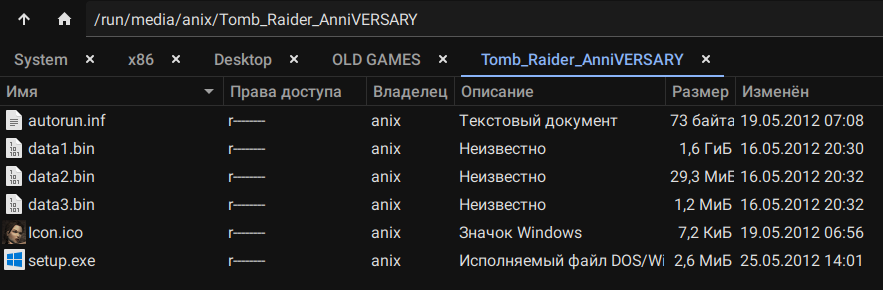 /run/media/anix/Tomb_Raider_AnniVERSARY
System × x86 × Desktop × OLD GAMES × Tomb_Raider_AnniVERSARY ×
Имя Права доступа Владелец Описание Размер Изменён
autorun.inf r-------- anix Текстовый документ 73 байта 19.05.2012 07:08
data1.bin r-------- anix Неизвестно 1,6 ГиБ 16.05.2012 20:30
data2.bin r-------- anix Неизвестно 29,3 МиБ 16.05.2012 20:32
data3.bin r-------- anix Неизвестно 1,2 МиБ 16.05.2012 20:32
Icon.ico r-------- anix Значок Windows 7,2 КиБ 19.05.2012 06:56
setup.exe r-------- anix Исполняемый файл DOS/Wi 2,6 МиБ 25.05.2012 14:01